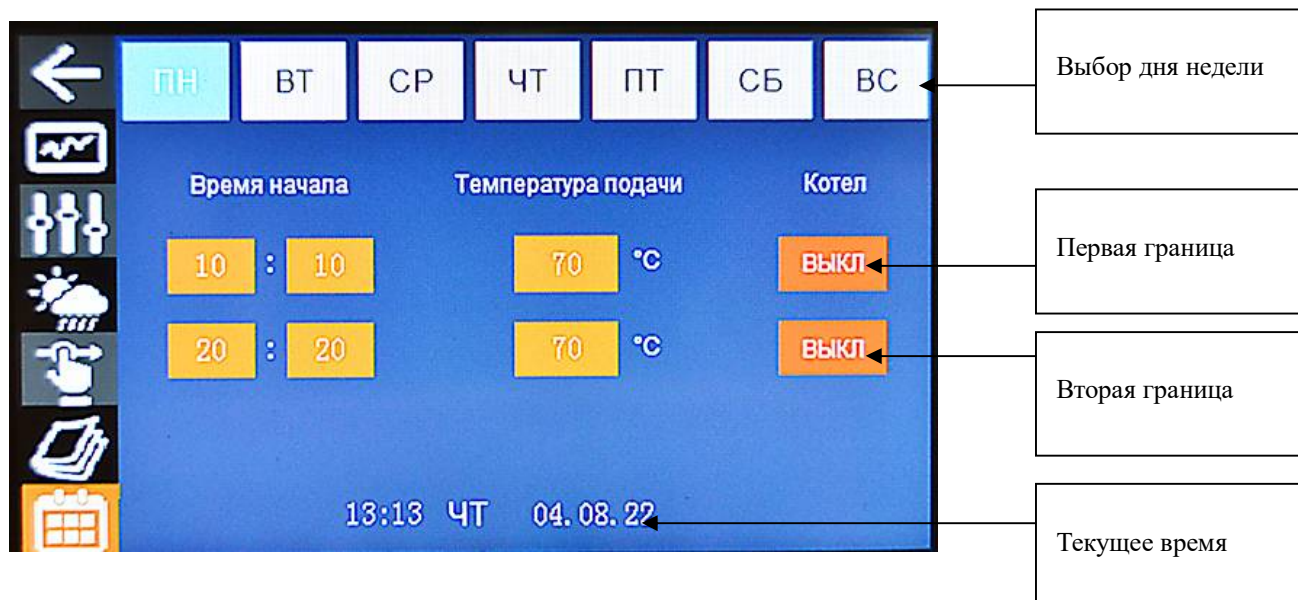 ПН ВТ СР ЧТ ПТ СБ ВС
Выбор дня недели
Время начала Температура подачи Котел
10 : 10 70 °C ВЫКЛ
Первая граница
20 : 20 70 °C ВЫКЛ
Вторая граница
13:13 ЧТ 04.08.22
Текущее время